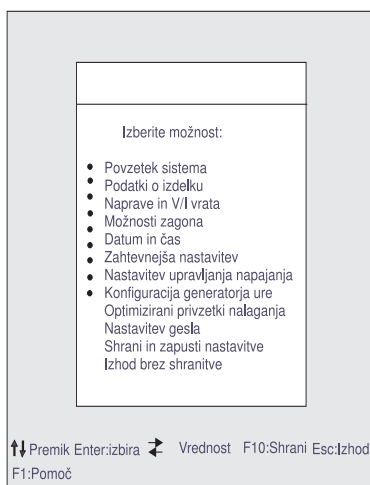 Izberite možnost:
• Povzetek sistema
• Podatki o izdelku
• Naprave in V/I vrata
• Možnosti zagona
• Datum in čas
• Zahtevnejša nastavitev
• Nastavitev upravljanja napajanja
• Konfiguracija generatorja ure
Optimizirani privzetki nalaganja
Nastavitev gesla
Shrani in zapusti nastavitve
Izhod brez shranitve
Premik Enter:izbira Vrednost F10:Shrani Esc:Izhod
F1:Pomoč